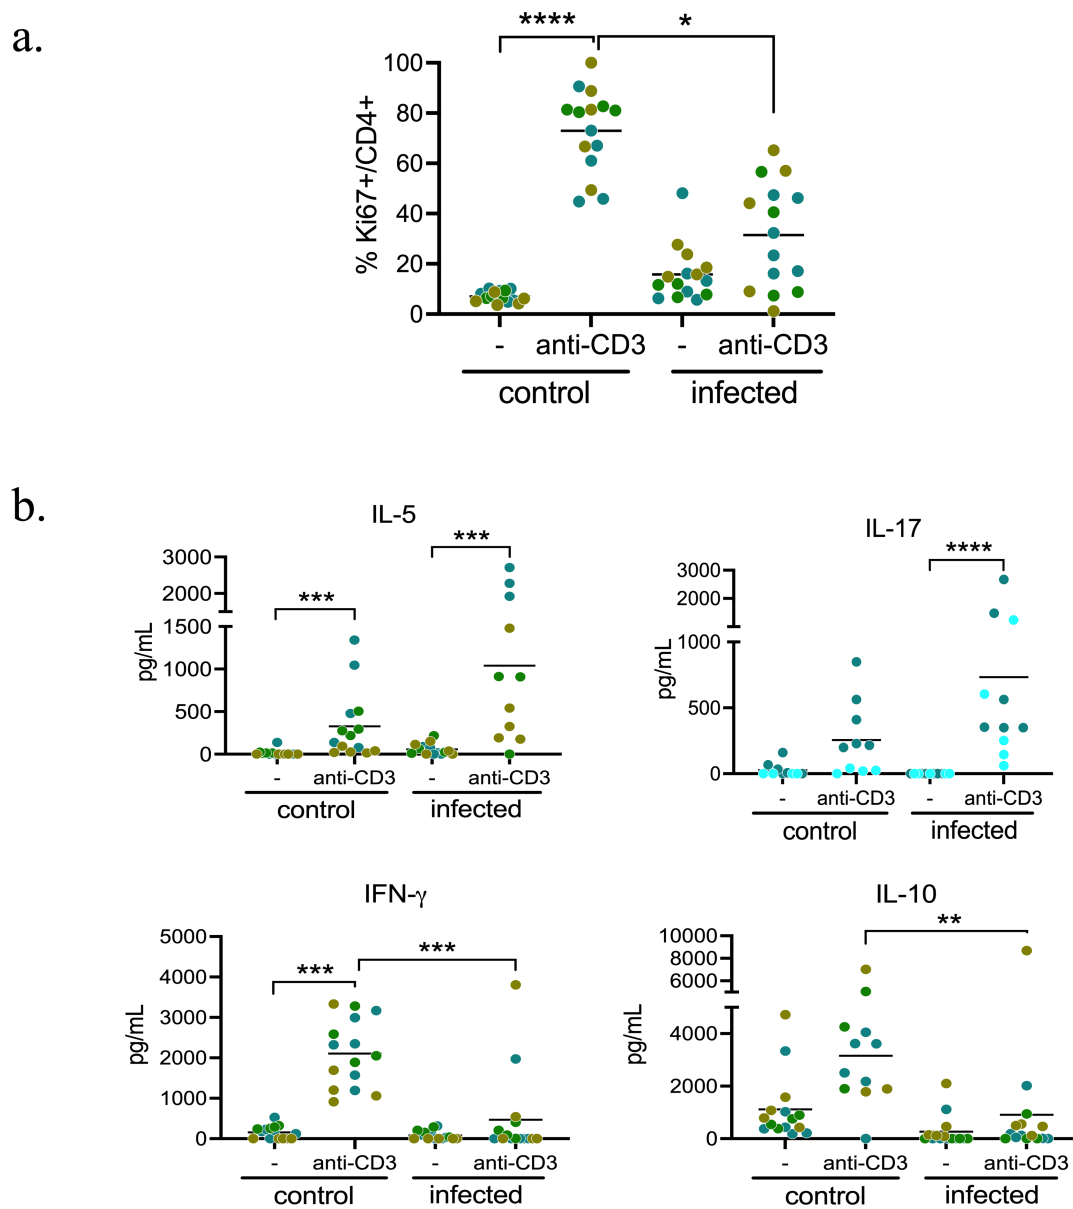 a.
**** *
% Ki67+/CD4+
100
80
60
40
20
0
- anti-CD3 - anti-CD3
control infected
b.
IL-5
*** ***
pg/mL
3000
2000
1500
1000
500
0
- anti-CD3 - anti-CD3
control infected
IL-17
****
pg/mL
3000
2000
1000
500
0
- anti-CD3 - anti-CD3
control infected
IFN-γ
*** ***
pg/mL
5000
4000
3000
2000
1000
0
- anti-CD3 - anti-CD3
control infected
IL-10
**
pg/mL
10000
8000
6000
4000
2000
0
- anti-CD3 - anti-CD3
control infected